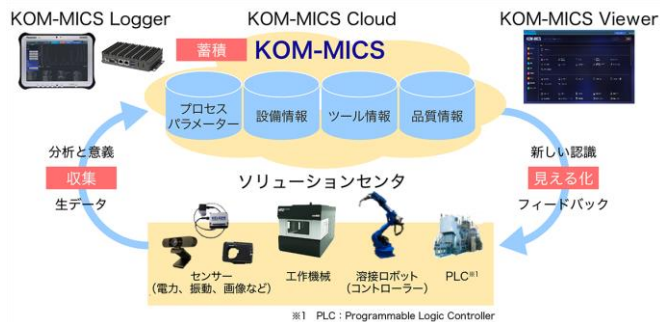 KOM-MICS Logger
KOM-MICS Cloud
KOM-MICS Viewer
蓄積
KOM-MICS
プロセス
パラメーター
設備情報
ツール情報
品質情報
分析と意義
収集
生データ
新しい認識
見える化
フィードバック
ソリューションセンタ
センサー
(電力、振動、画像など)
工作機械
溶接ロボット
(コントローラー)
PLC※1
※1 PLC:Programmable Logic Controller